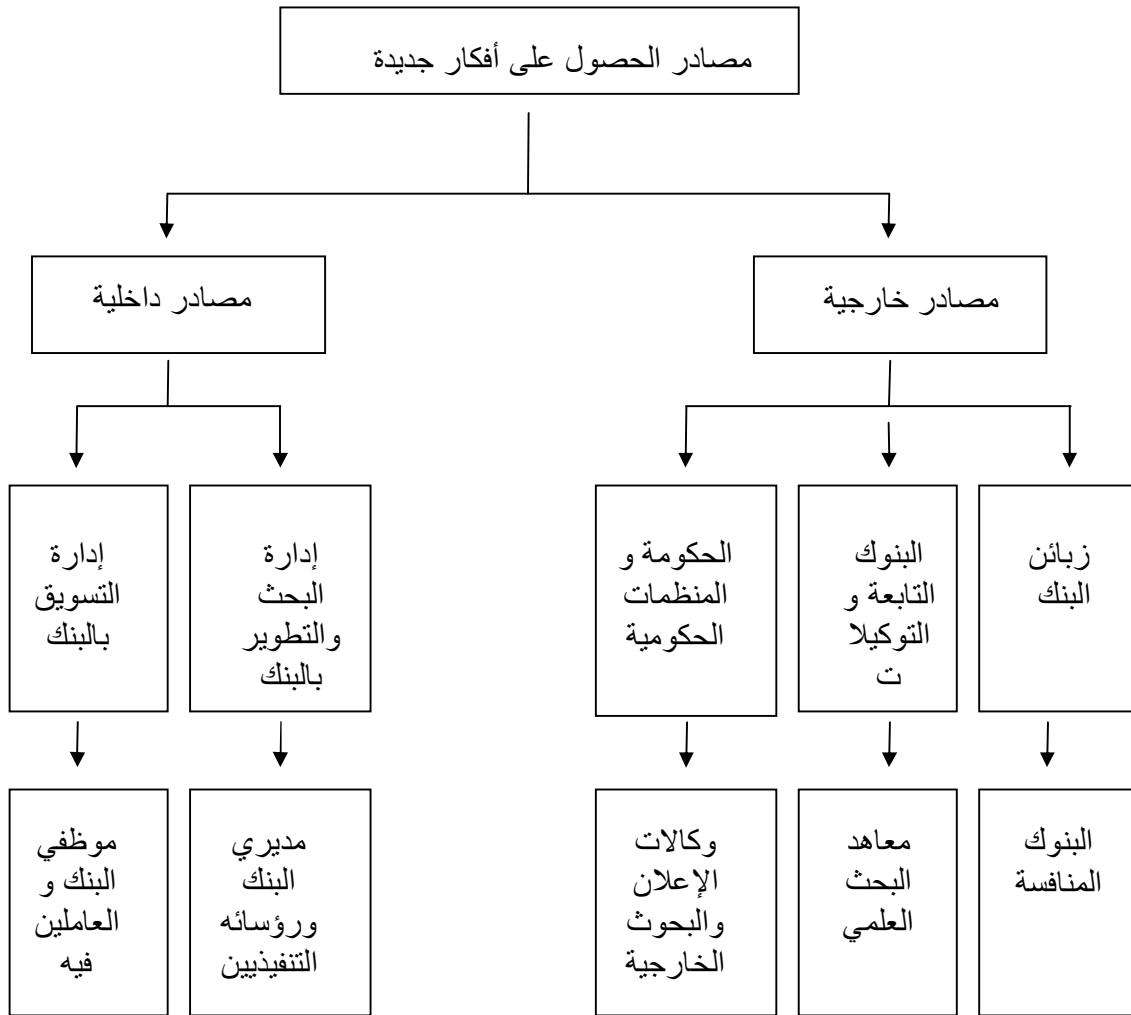 مصادر الحصول على أفكار جديدة
مصادر خارجية
مصادر داخلية
زبائن
البنك
البنوك
التابعة و
التوكيلا
ت
الحكومة و
المنظمات
الحكومية
إدارة
البحث
والتطوير
بالبنك
إدارة
التسويق
بالبنك
البنوك
المنافسة
معاهد
البحث
العلمي
وكالات
الإعلان
والبحوث
الخارجية
مديري
البنك
ورؤسائه
التنفيذيين
موظفي
البنك و
العاملين
فيه